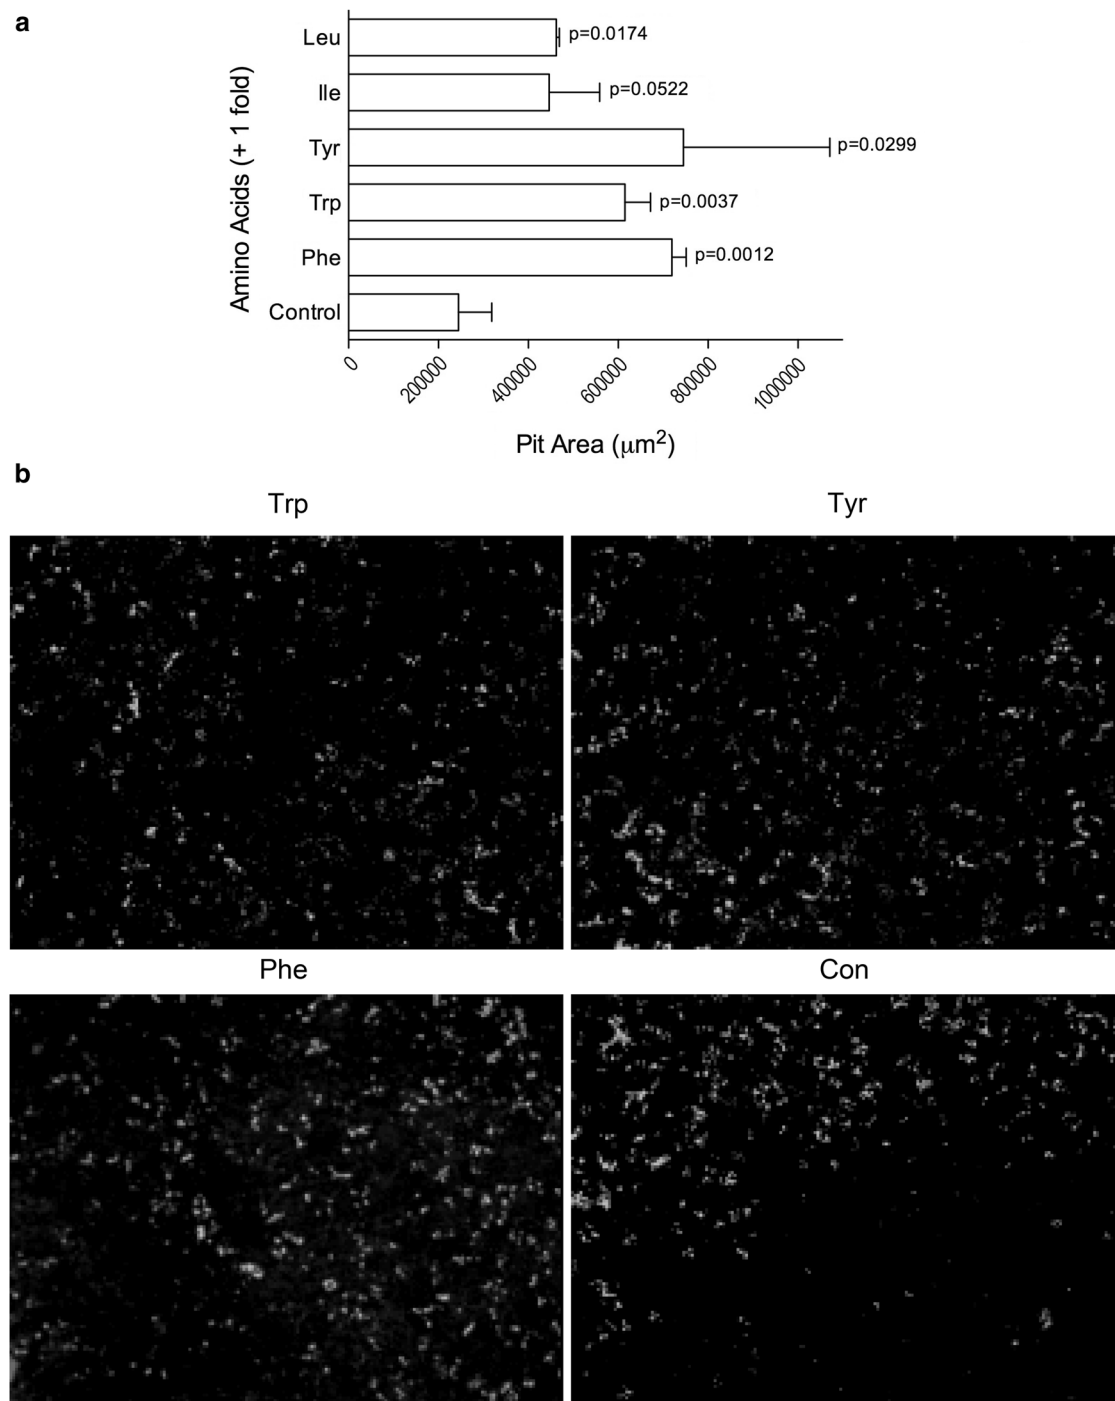 a
Leu
p=0.0174
Ile
p=0.0522
Tyr
p=0.0299
Trp
p=0.0037
Phe
p=0.0012
Control
Amino Acids (+ 1 fold)
0
200000
400000
600000
800000
1000000
Pit Area (μm²)
b
Trp
Tyr
Phe
Con